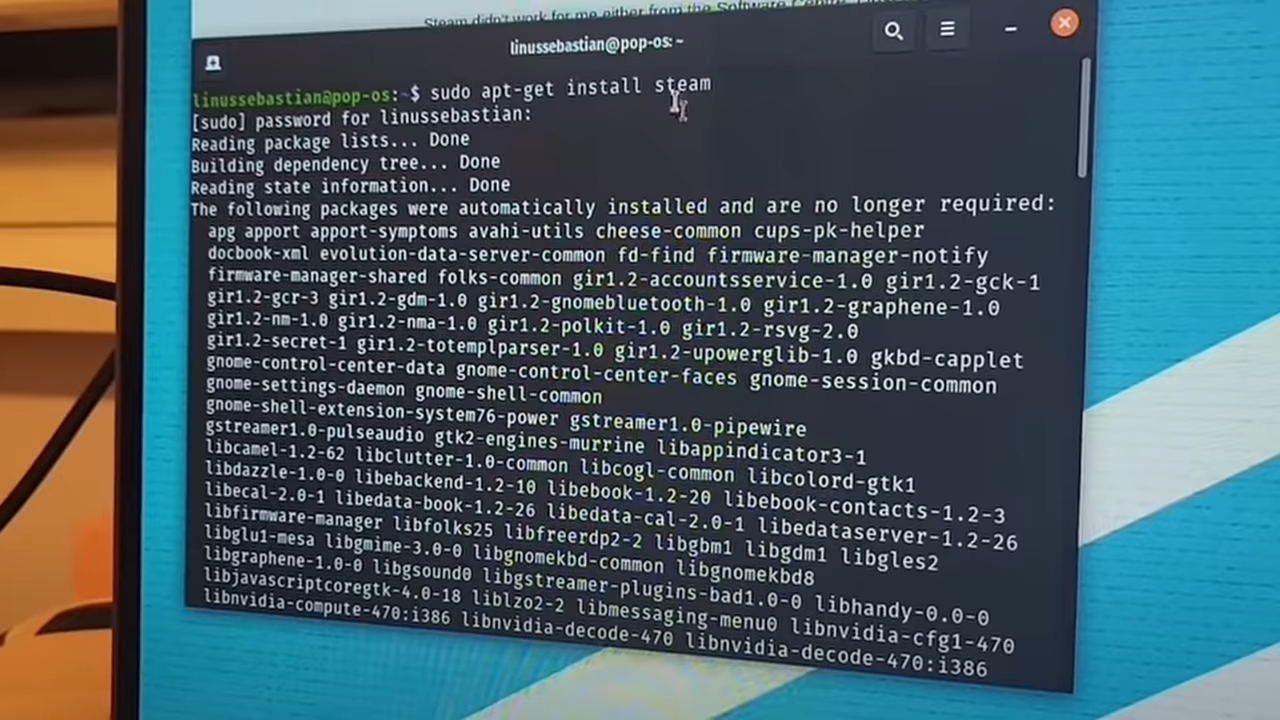 Steam didn't work for me either from the Software
linussebastian@pop-os: ~
linussebastian@pop-os:~$ sudo apt-get install steam
[sudo] password for linussebastian:
Reading package lists... Done
Building dependency tree... Done
Reading state information... Done
The following packages were automatically installed and are no longer required:
apg apport apport-symptoms avahi-utils cheese-common cups-pk-helper
docbook-xml evolution-data-server-common fd-find firmware-manager-notify
firmware-manager-shared folks-common gir1.2-accountsservice-1.0 gir1.2-gck-1
gir1.2-gcr-3 gir1.2-gdm-1.0 gir1.2-gnomebluetooth-1.0 gir1.2-graphene-1.0
gir1.2-nm-1.0 gir1.2-nma-1.0 gir1.2-polkit-1.0 gir1.2-rsvg-2.0
gir1.2-secret-1 gir1.2-totemplparser-1.0 gir1.2-upowerglib-1.0 gkbd-capplet
gnome-control-center-data gnome-control-center-faces gnome-session-common
gnome-settings-daemon gnome-shell-common
gnome-shell-extension-system76-power gstreamer1.0-pipewire
gstreamer1.0-pulseaudio gtk2-engines-murrine libappindicator3-1
libcamel-1.2-62 libclutter-1.0-common libcogl-common libcolord-gtk1
libdazzle-1.0-0 libebackend-1.2-10 libebook-1.2-20 libebook-contacts-1.2-3
libecal-2.0-1 libedata-book-1.2-26 libedata-cal-2.0-1 libedataserver-1.2-26
libfirmware-manager libfolks25 libfreerdp2-2 libgbm1 libgdm1 libgles2
libglu1-mesa libgmime-3.0-0 libgnomekbd-common libgnomekbd8
libgraphene-1.0-0 libgsound0 libgstreamer-plugins-bad1.0-0 libhandy-0.0-0
libjavascriptcoregtk-4.0-18 liblzo2-2 libmessaging-menu0 libnvidia-cfg1-470
libnvidia-compute-470:i386 libnvidia-decode-470 libnvidia-decode-470:i386